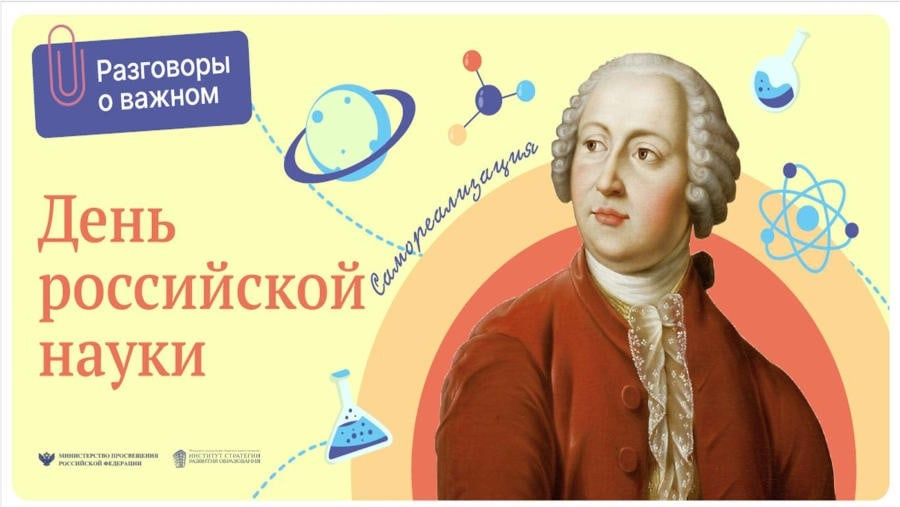 Разговоры
о важном
Самореализация
День
российской
науки
МИНИСТЕРСТВО ПРОСВЕЩЕНИЯ
РОССИЙСКОЙ ФЕДЕРАЦИИ
ИНСТИТУТ СТРАТЕГИИ
РАЗВИТИЯ ОБРАЗОВАНИЯ